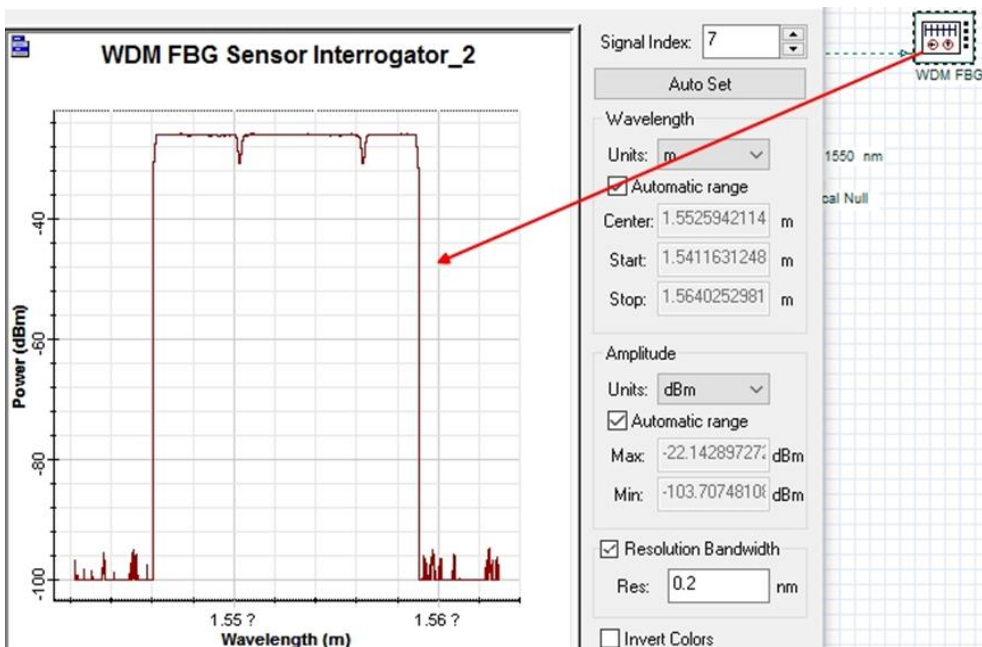 WDM FBG Sensor Interrogator_2
-40
-60
-80
-100
Power (dBm)
1.55 ?
1.56 ?
Wavelength (m)
Signal Index: 7
Auto Set
Wavelength
Units: m
Automatic range
Center: 1.5525942114 m
Start: 1.5411631248 m
Stop: 1.5640252981 m
Amplitude
Units: dBm
Automatic range
Max: -22.142897272 dBm
Min: -103.7074810 dBm
Resolution Bandwidth
Res: 0.2 nm
Invert Colors
WDM FBG
1550 nm
cal Null